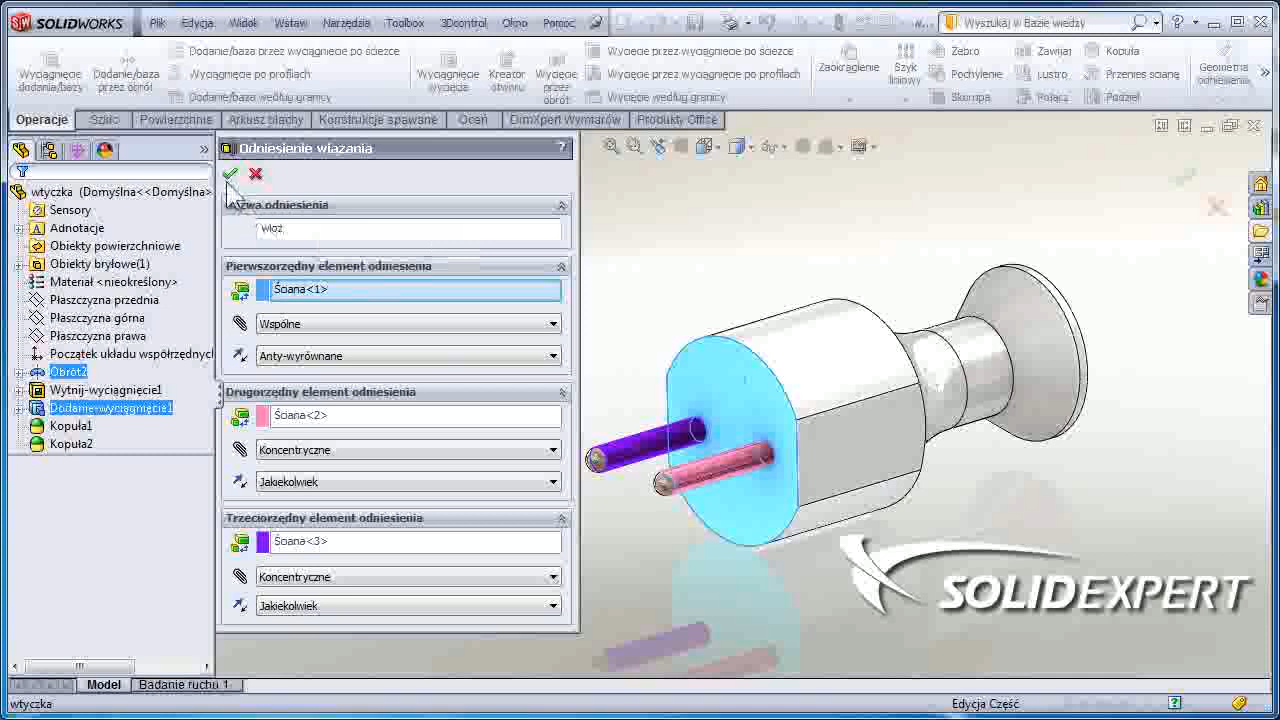 SOLIDWORKS Plik Edycja Widok Wstaw Narzędzia Toolbox 3Dcontrol Okno Pomoc Wyszukaj w Bazie wiedzy
Wyciągnięcie dodania/bazy
Dodanie/baza przez obrót
Dodanie/baza przez wyciągnięcie po ścieżce
Wyciągnięcie po profilach
Dodanie/baza według granicy
Wyciągnięcie wycięcia
Kreator otworu
Wycięcie przez obrót
Wycięcie przez wyciągnięcie po ścieżce
Wycięcie przez wyciągnięcie po profilach
Wycięcie według granicy
Zaokrąglenie
Szyk liniowy
Żebro
Pochylenie
Skorupa
Zawijaj
Lustro
Połącz
Kopuła
Przenieś ścianę
Podziel
Geometria odniesienia
Operacje Szkic Powierzchnie Arkusz blachy Konstrukcje spawane Oceń DimXpert Wymiarów Produkty Office
wtyczka (Domyślna<<Domyślna>
Sensory
Adnotacje
Obiekty powierzchniowe
Obiekty bryłowe(1)
Materiał <nieokreślony>
Płaszczyzna przednia
Płaszczyzna górna
Płaszczyzna prawa
Początek układu współrzędnych
Obrót2
Wytnij-wyciągnięcie1
Dodanie-wyciągnięcie1
Kopuła1
Kopuła2
Odniesienie wiązania ?
Nazwa odniesienia
włóż
Pierwszorzędny element odniesienia
Ściana<1>
Wspólne
Anty-wyrównane
Drugorzędny element odniesienia
Ściana<2>
Koncentryczne
Jakiekolwiek
Trzeciorzędny element odniesienia
Ściana<3>
Koncentryczne
Jakiekolwiek
SOLIDEXPERT
Model Badanie ruchu 1
wtyczka Edycja Część